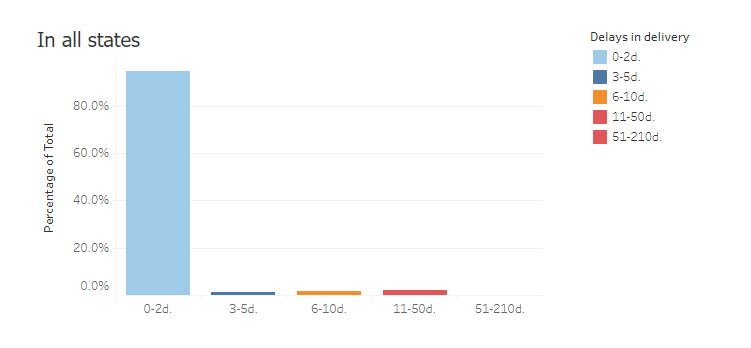 In all states
Percentage of Total
80.0%
60.0%
40.0%
20.0%
0.0%
0-2d.
3-5d.
6-10d.
11-50d.
51-210d.
Delays in delivery
0-2d.
3-5d.
6-10d.
11-50d.
51-210d.